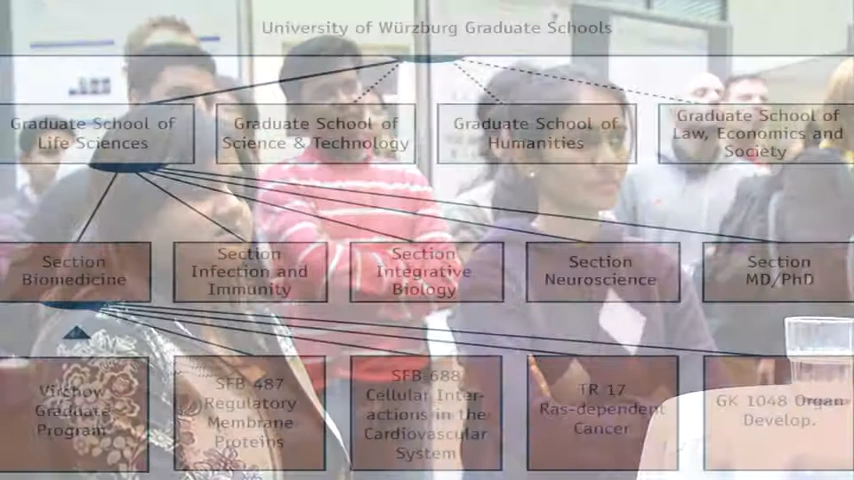 University of Würzburg Graduate Schools
Graduate School of
Life Sciences
Graduate School of
Science & Technology
Graduate School of
Humanities
Graduate School of
Law, Economics and
Society
Section
Biomedicine
Section
Infection and
Immunity
Section
Integrative
Biology
Section
Neuroscience
Section
MD/PhD
Virchow
Graduate
Program
SFB 487
Regulatory
Membrane
Proteins
SFB 688
Cellular Inter-
actions in the
Cardiovascular
System
TR 17
Ras-dependent
Cancer
GK 1048 Organ
Develop.